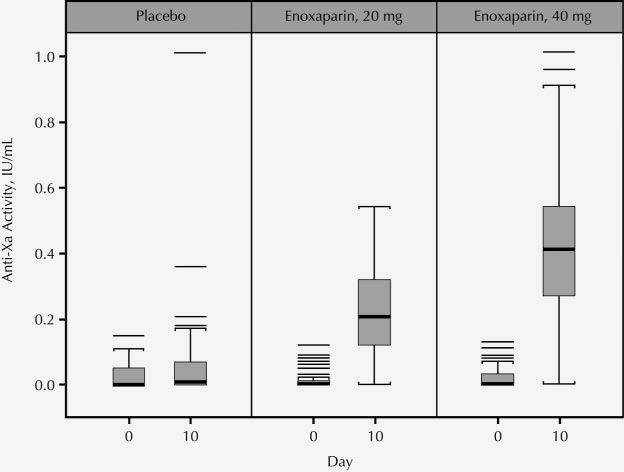 Placebo
Enoxaparin, 20 mg
Enoxaparin, 40 mg
Anti-Xa Activity, IU/mL
1.0
0.8
0.6
0.4
0.2
0.0
0 10 0 10 0 10
Day